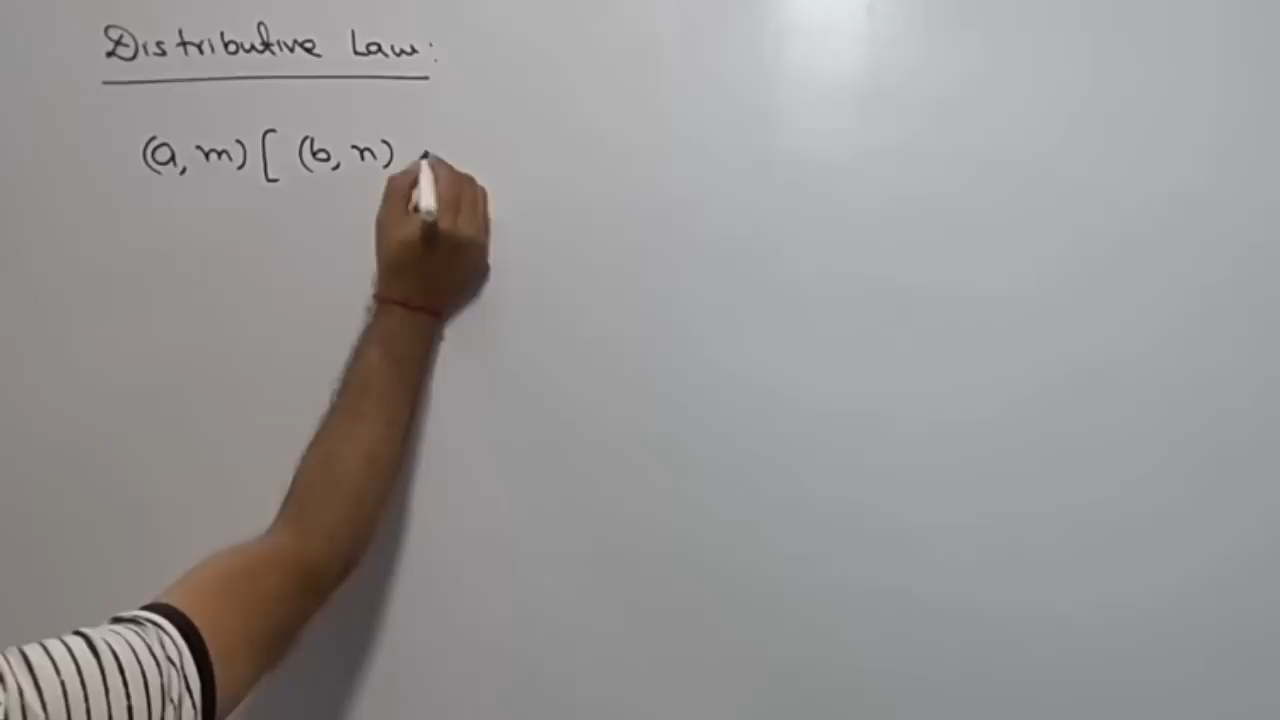 Distributive Law:
(a, m) [ (b, n)